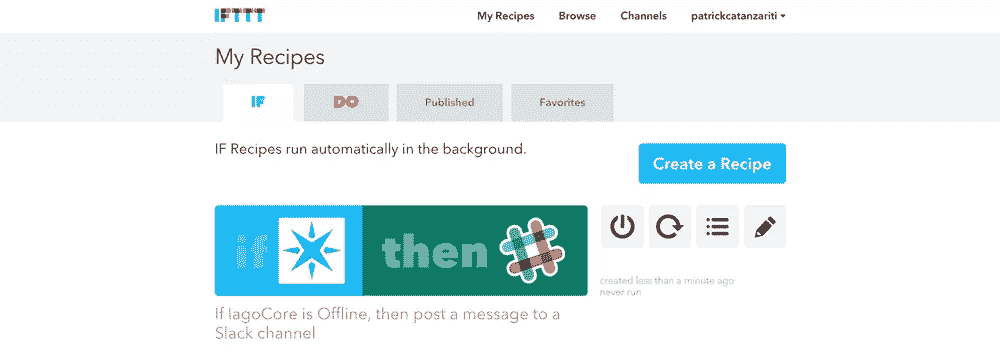 IFTTT
My Recipes Browse Channels patrickcatanzariti
My Recipes
IF DO Published Favorites
IF Recipes run automatically in the background.
Create a Recipe
if then
created less than a minute ago
never run
If IagoCore is Offline, then post a message to a
Slack channel